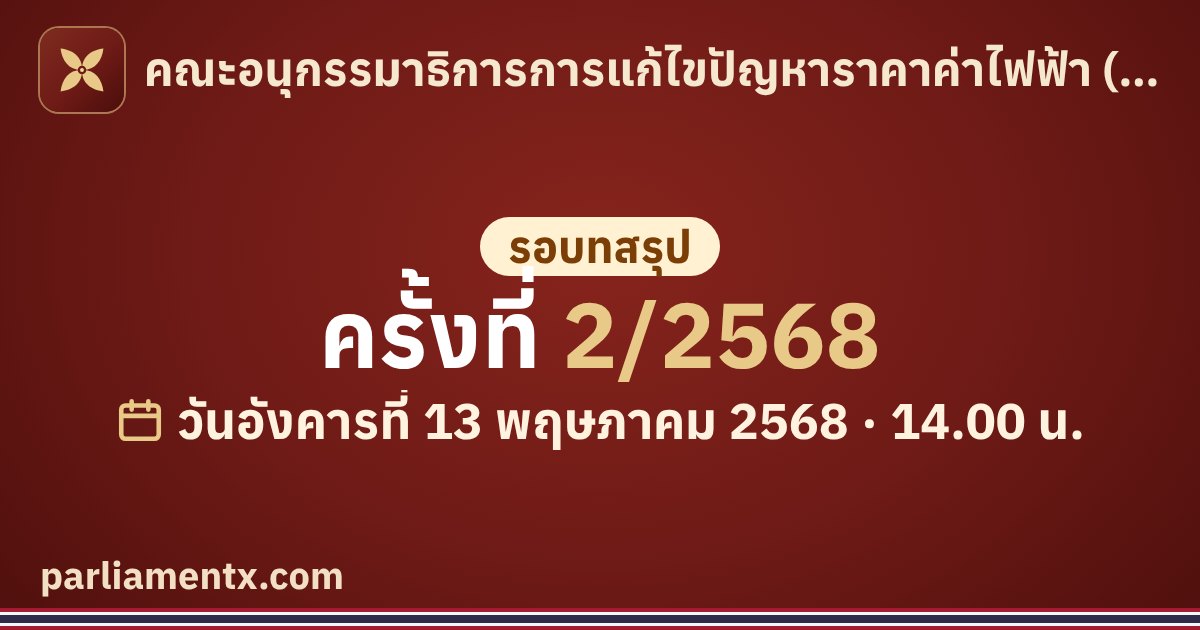 คณะอนุกรรมาธิการการแก้ไขปัญหาราคาค่าไฟฟ้า (...
รอบทสรุป
ครั้งที่ 2/2568
วันอังคารที่ 13 พฤษภาคม 2568 · 14.00 น.
parliamentx.com